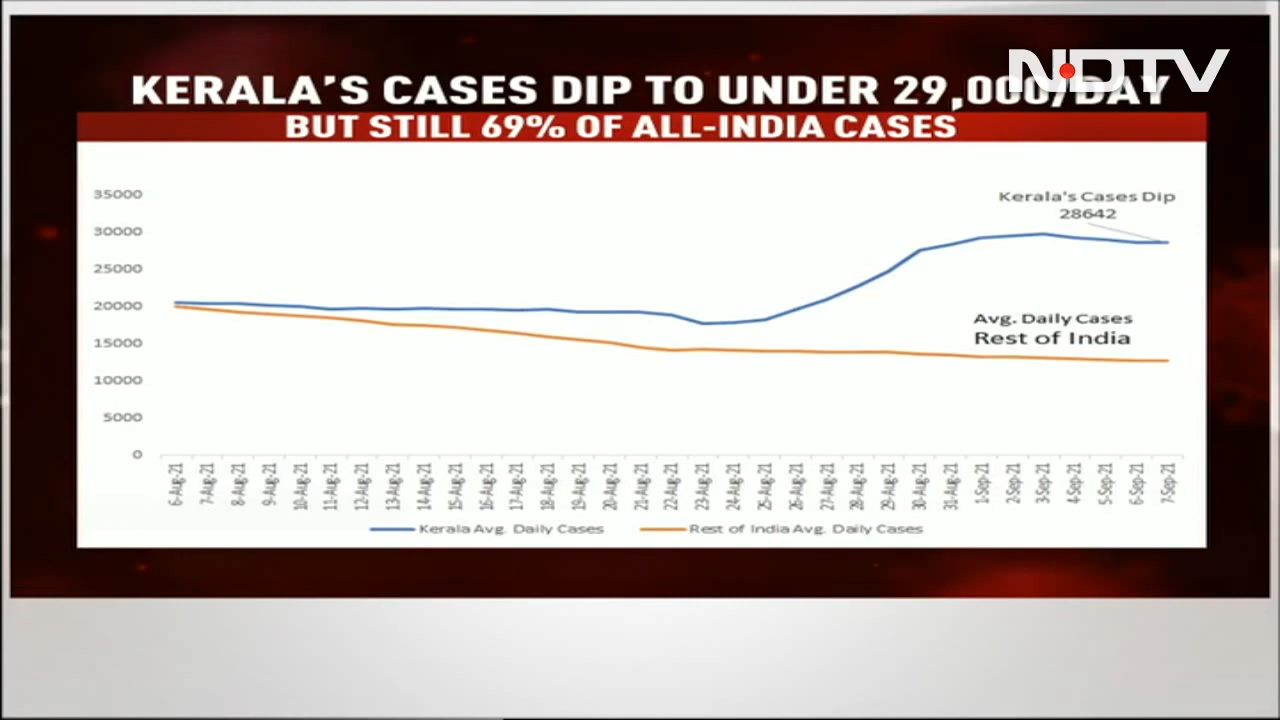 NDTV
KERALA'S CASES DIP TO UNDER 29,000/DAY
BUT STILL 69% OF ALL-INDIA CASES
35000
30000
25000
20000
15000
10000
5000
0
Kerala's Cases Dip
28642
Avg. Daily Cases
Rest of India
6-Aug-21
7-Aug-21
8-Aug-21
9-Aug-21
10-Aug-21
11-Aug-21
12-Aug-21
13-Aug-21
14-Aug-21
15-Aug-21
16-Aug-21
17-Aug-21
18-Aug-21
19-Aug-21
20-Aug-21
21-Aug-21
22-Aug-21
23-Aug-21
24-Aug-21
25-Aug-21
26-Aug-21
27-Aug-21
28-Aug-21
29-Aug-21
30-Aug-21
31-Aug-21
1-Sep-21
2-Sep-21
3-Sep-21
4-Sep-21
5-Sep-21
6-Sep-21
7-Sep-21
Kerala Avg. Daily Cases
Rest of India Avg. Daily Cases